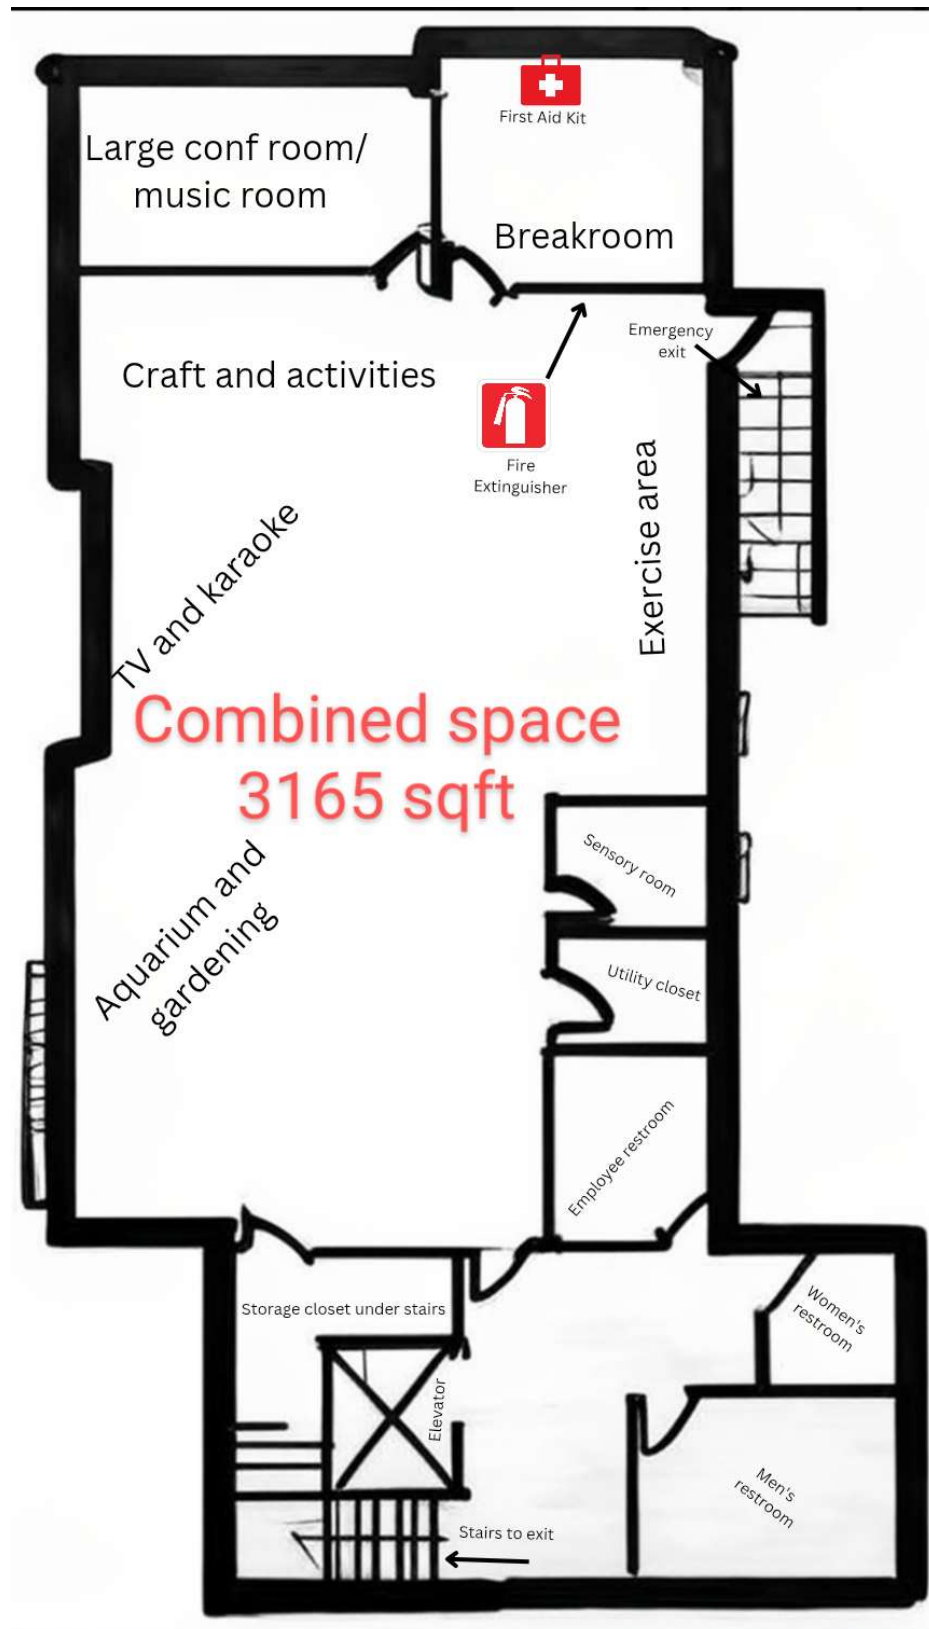 First Aid Kit
Large conf room/
music room
Breakroom
Emergency
exit
Craft and activities
Fire
Extinguisher
Exercise area
TV and karaoke
Combined space
3165 sqft
Sensory room
Aquarium and
gardening
Utility closet
Employee restroom
Storage closet under stairs
Women's
restroom
Elevator
Men's
restroom
Stairs to exit